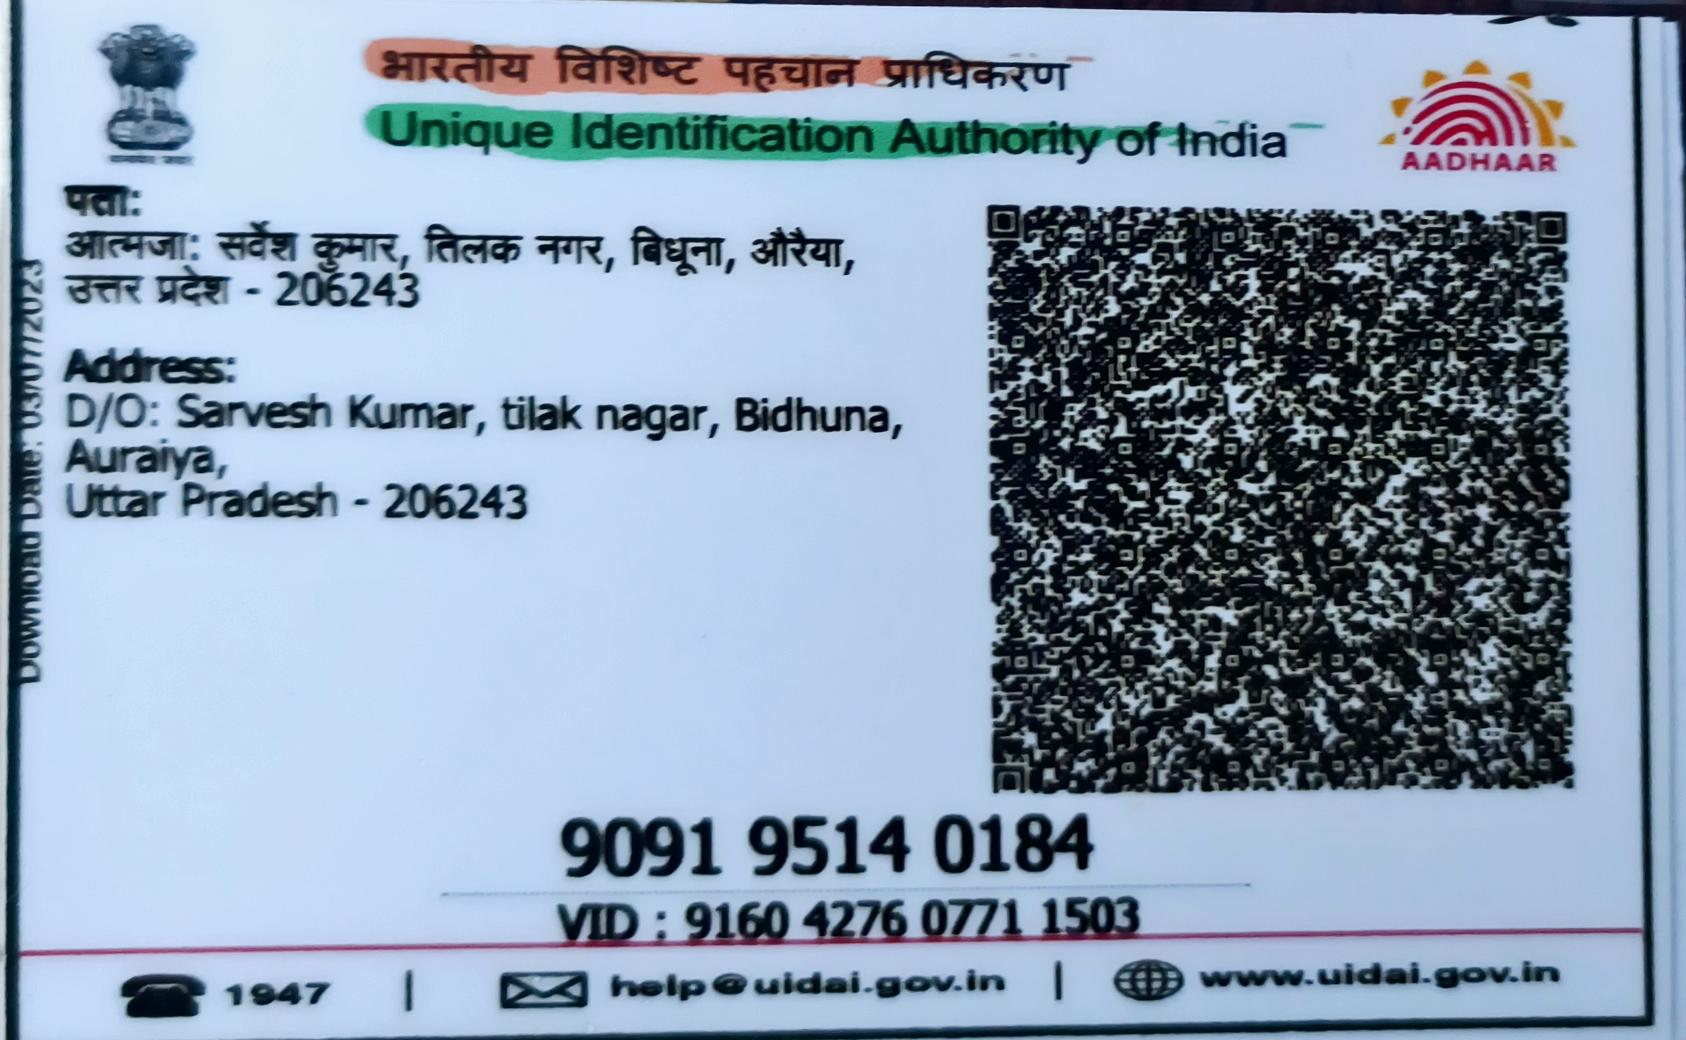 भारतीय विशिष्ट पहचान प्राधिकरण
Unique Identification Authority of India
AADHAAR
पता:
आत्मजा: सर्वेश कुमार, तिलक नगर, बिधूना, औरैया,
उत्तर प्रदेश - 206243
Address:
D/O: Sarvesh Kumar, tilak nagar, Bidhuna,
Auraiya,
Uttar Pradesh - 206243
Download Date: 03/07/2023
9091 9514 0184
VID : 9160 4276 0771 1503
1947 | help@uidai.gov.in | www.uidai.gov.in